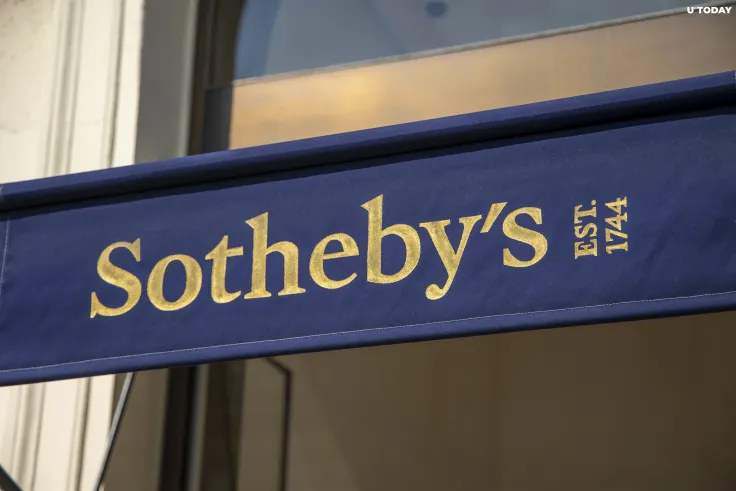 U TODAY
Sotheby's
EST.
1744